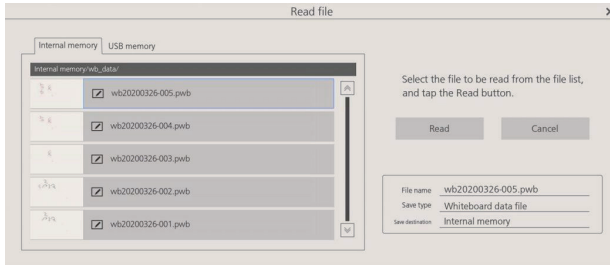 Read file
Internal memory
USB memory
Internal memory/wb_data/
wb20200326-005.pwb
wb20200326-004.pwb
wb20200326-003.pwb
wb20200326-002.pwb
wb20200326-001.pwb
Select the file to be read from the file list,
and tap the Read button.
Read
Cancel
File name wb20200326-005.pwb
Save type Whiteboard data file
Save destination Internal memory